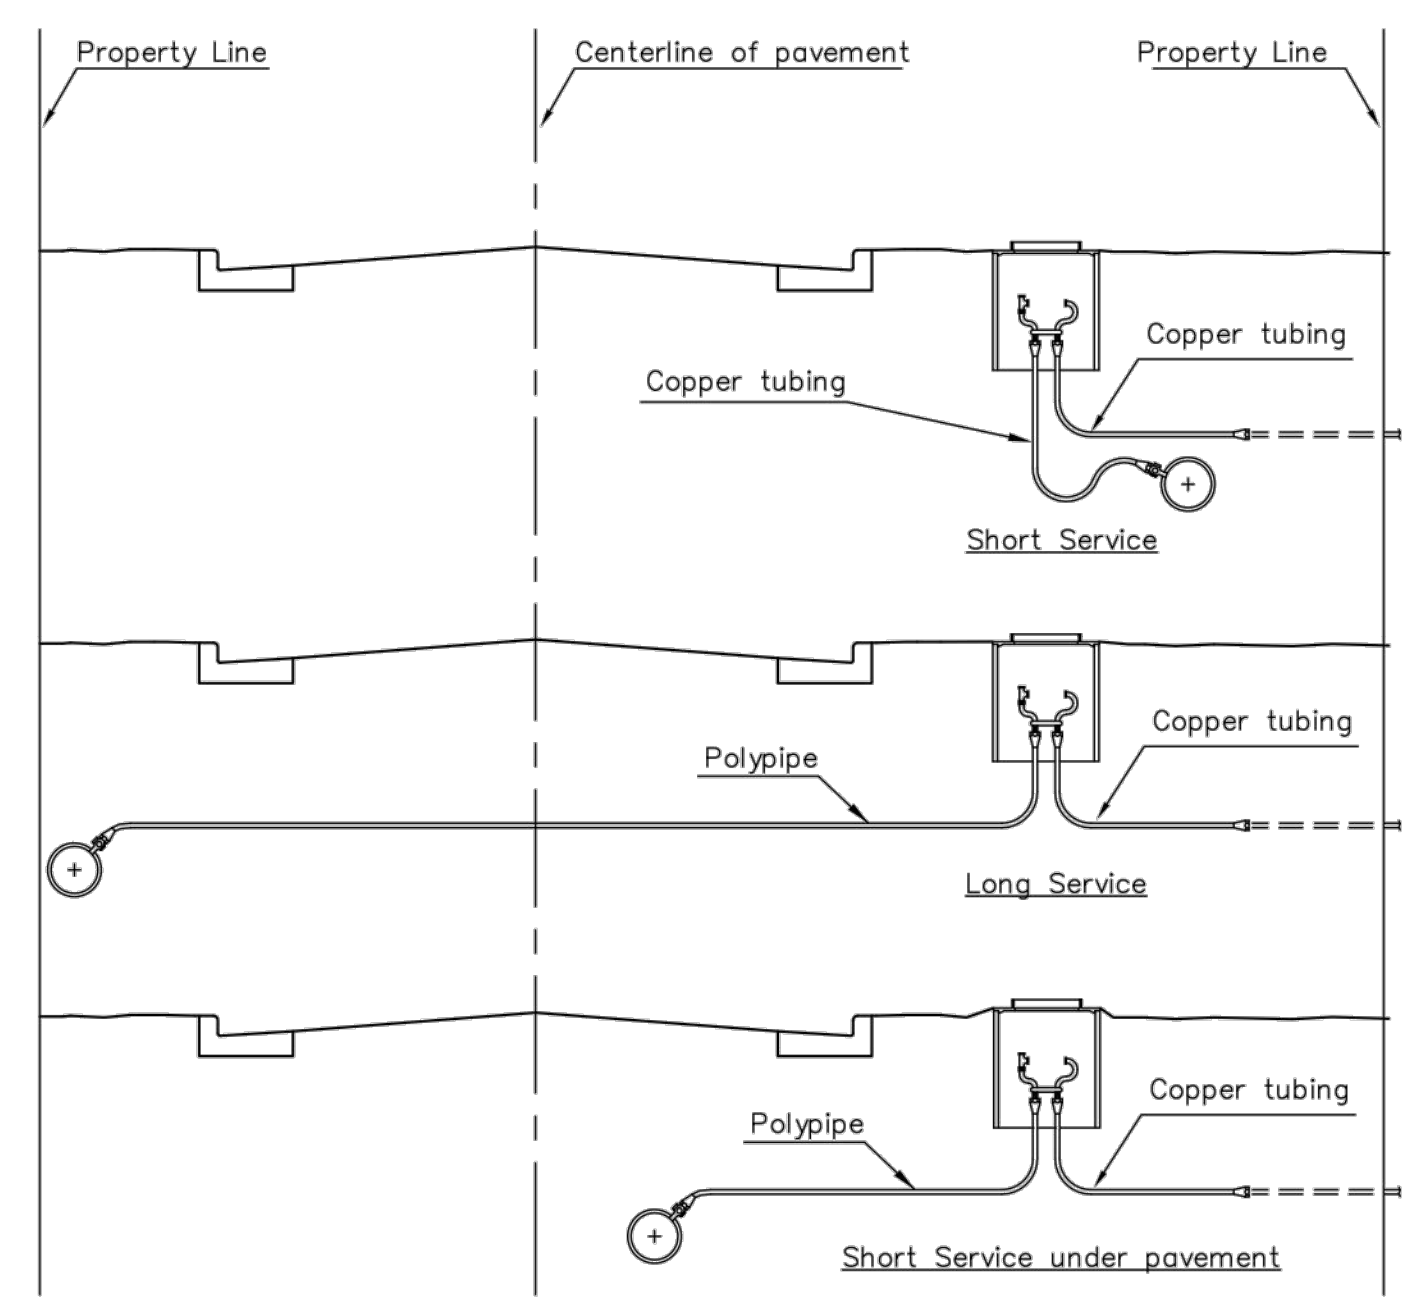 Property Line
Centerline of pavement
Property Line
Copper tubing
Copper tubing
Short Service
Copper tubing
Polypipe
Long Service
Copper tubing
Polypipe
Short Service under pavement